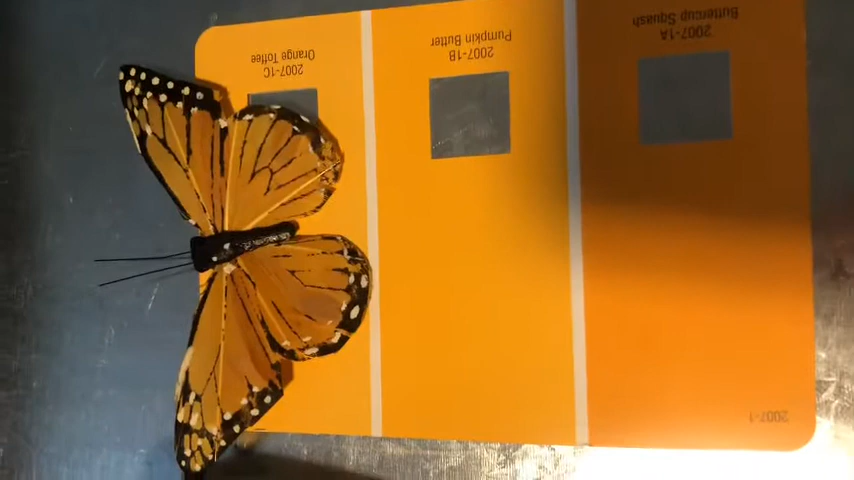 2007-1
2007-1A
Buttercup Squash
2007-1B
Pumpkin Butter
2007-1C
Orange Toffee